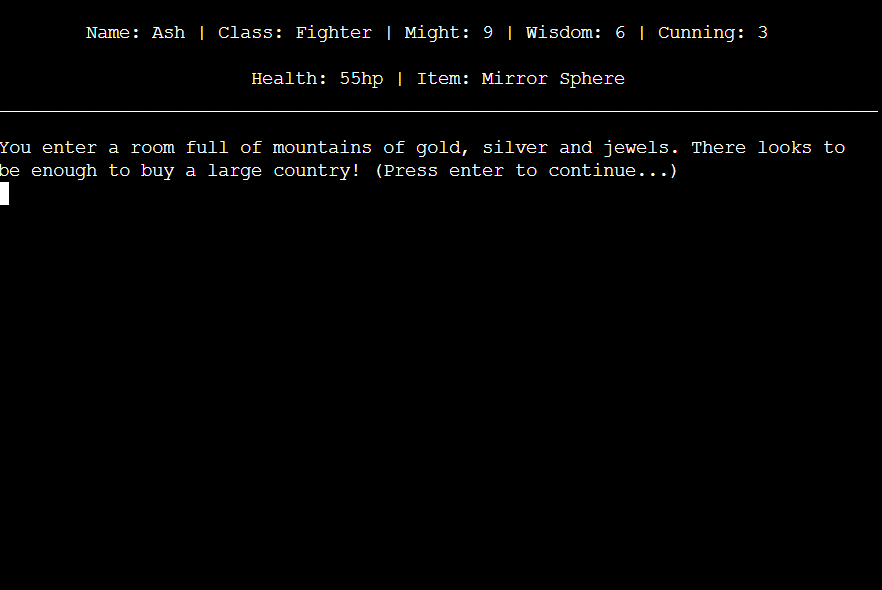 Name: Ash | Class: Fighter | Might: 9 | Wisdom: 6 | Cunning: 3
Health: 55hp | Item: Mirror Sphere
You enter a room full of mountains of gold, silver and jewels. There looks to
be enough to buy a large country! (Press enter to continue...)